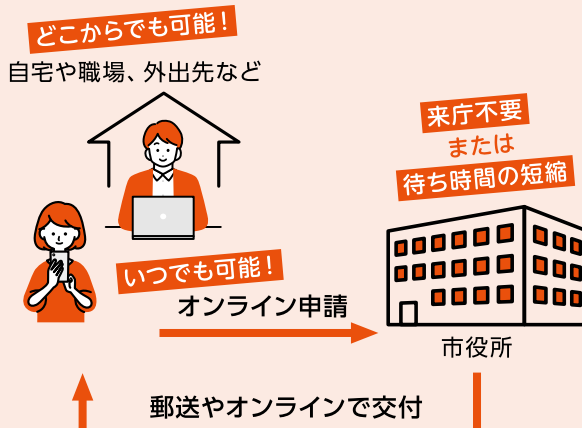 どこからでも可能！
自宅や職場、外出先など
来庁不要
または
待ち時間の短縮
いつでも可能！
オンライン申請
市役所
郵送やオンラインで交付